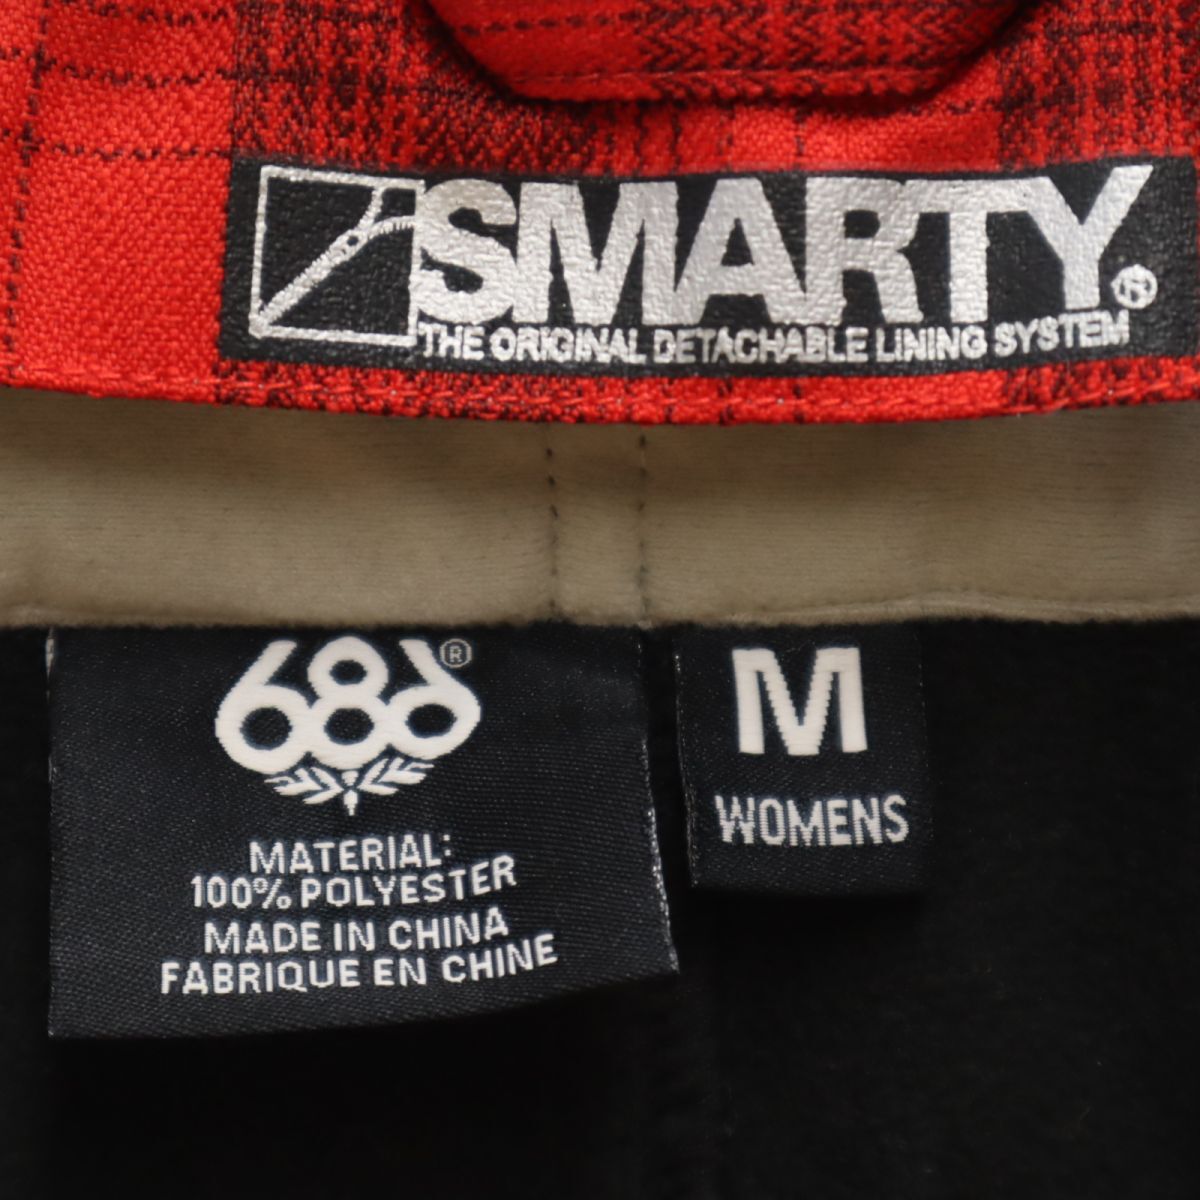 SMARTY®
THE ORIGINAL DETACHABLE LINING SYSTEM
686®
M
WOMENS
MATERIAL:
100% POLYESTER
MADE IN CHINA
FABRIQUE EN CHINE